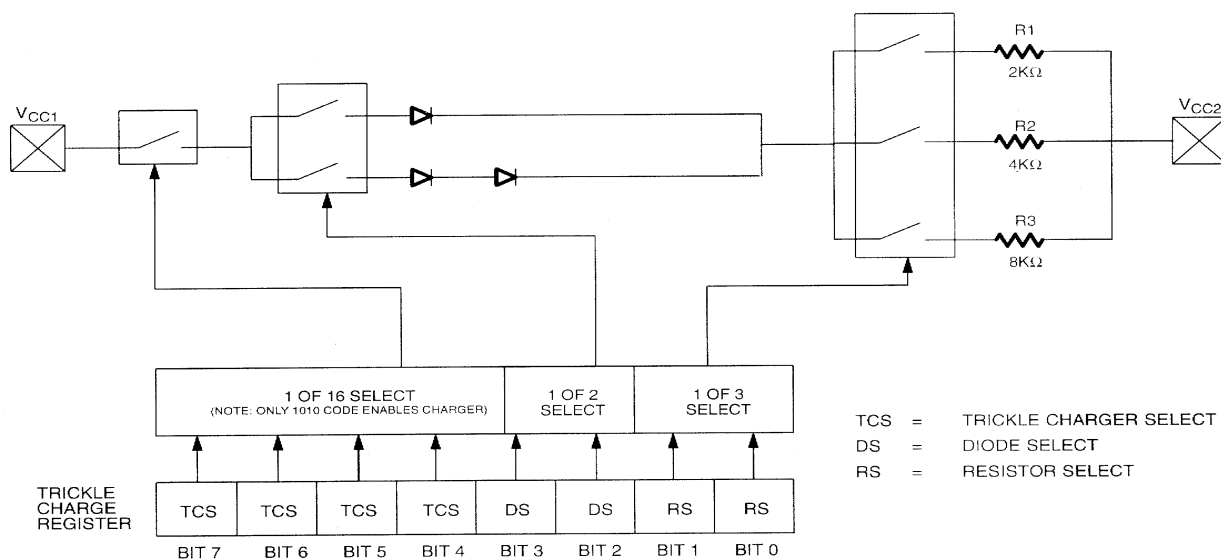 VCC1
R1
2KΩ
R2
4KΩ
R3
8KΩ
VCC2
1 OF 16 SELECT
(NOTE: ONLY 1010 CODE ENABLES CHARGER)
1 OF 2
SELECT
1 OF 3
SELECT
TCS = TRICKLE CHARGER SELECT
DS = DIODE SELECT
RS = RESISTOR SELECT
TRICKLE
CHARGE
REGISTER
TCS TCS TCS TCS DS DS RS RS
BIT 7 BIT 6 BIT 5 BIT 4 BIT 3 BIT 2 BIT 1 BIT 0